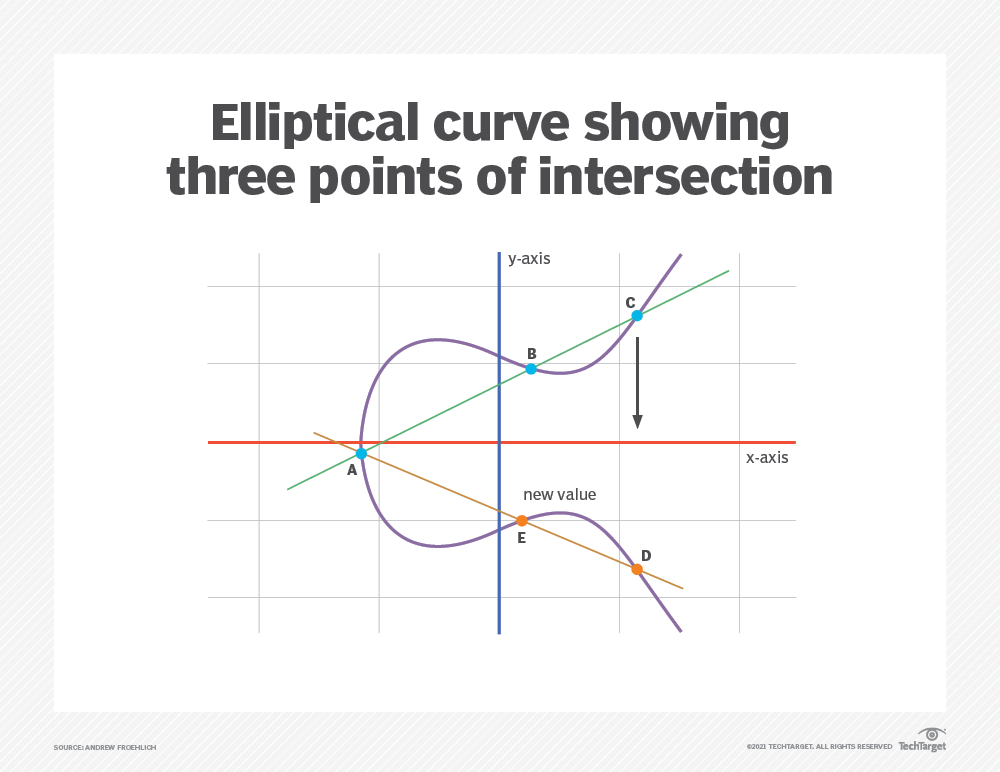 Elliptical curve showing
three points of intersection
y-axis
C
B
x-axis
A
new value
E
D
SOURCE: ANDREW FROEHLICH
©2021 TECHTARGET. ALL RIGHTS RESERVED
TechTarget